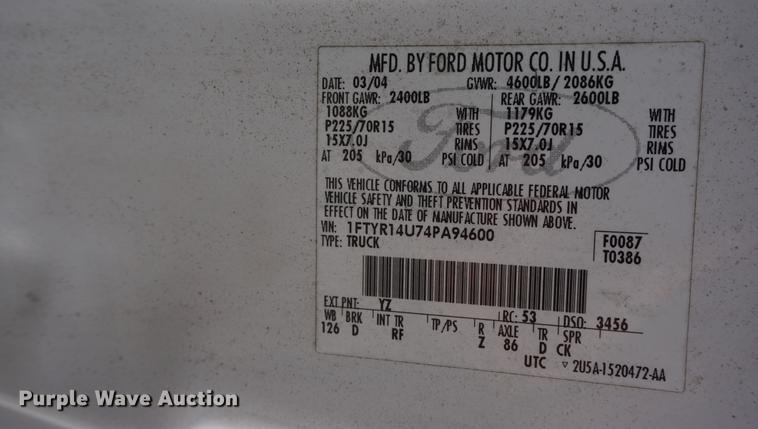 MFD. BY FORD MOTOR CO. IN U.S.A.
DATE: 03/04 GVWR: 4600LB/ 2086KG
FRONT GAWR: 2400LB REAR GAWR: 2600LB
1088KG WITH 1179KG WITH
P225/70R15 TIRES P225/70R15 TIRES
15X7.0J RIMS 15X7.0J RIMS
AT 205 kPa/30 PSI COLD AT 205 kPa/30 PSI COLD
Ford
THIS VEHICLE CONFORMS TO ALL APPLICABLE FEDERAL MOTOR
VEHICLE SAFETY AND THEFT PREVENTION STANDARDS IN
EFFECT ON THE DATE OF MANUFACTURE SHOWN ABOVE.
VIN: 1FTYR14U74PA94600
TYPE: TRUCK
F0087
T0386
EXT PNT: YZ RC: 53 DSO: 3456
WB BRK INT TR TP/PS R AXLE TR SPR
126 D RF Z 86 D CK
UTC ▽ 2U5A-1520472-AA
Purple Wave Auction